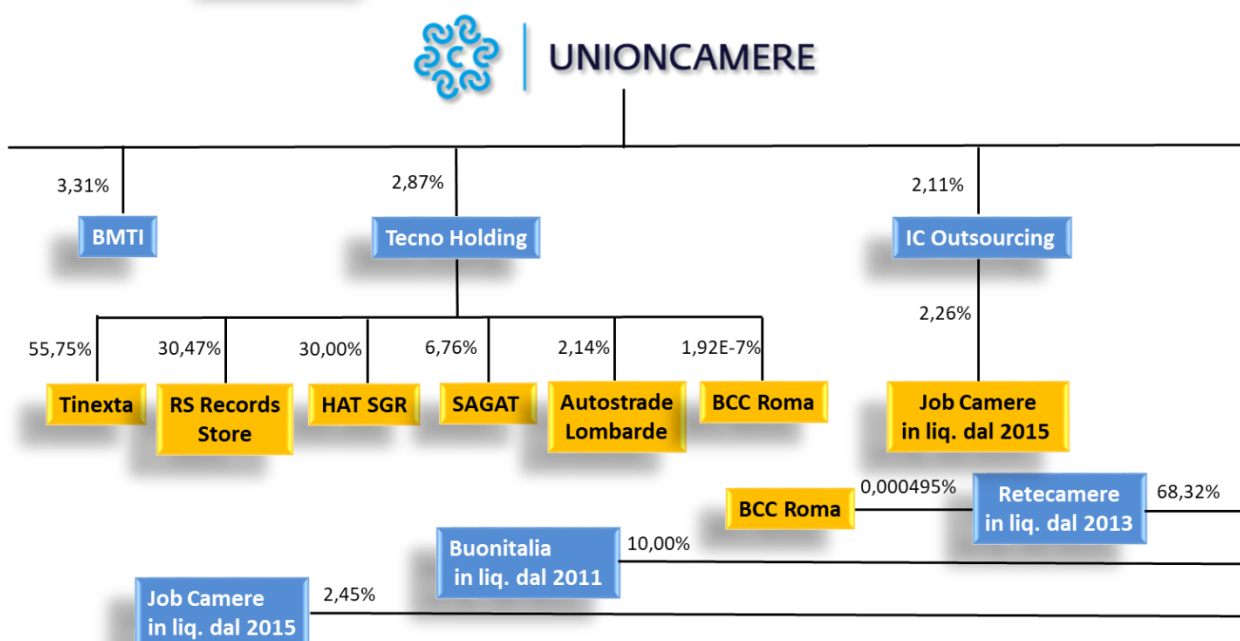 UNIONCAMERE
3,31%
2,87%
2,11%
BMTI
Tecno Holding
IC Outsourcing
2,26%
55,75%
30,47%
30,00%
6,76%
2,14%
1,92E-7%
Tinexta
RS Records
Store
HAT SGR
SAGAT
Autostrade
Lombarde
BCC Roma
Job Camere
in liq. dal 2015
BCC Roma
0,000495%
Retecamere
in liq. dal 2013
68,32%
Buonitalia
in liq. dal 2011
10,00%
Job Camere
in liq. dal 2015
2,45%